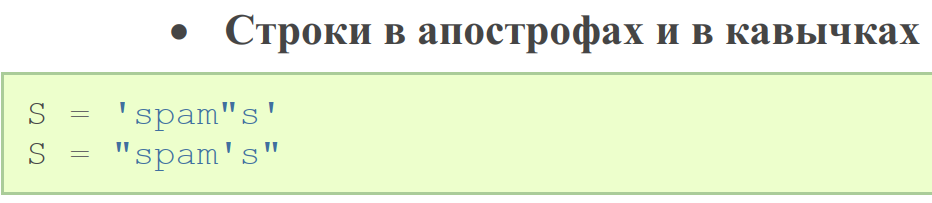 • Строки в апострофах и в кавычках
S = 'spam"s'
S = "spam's"